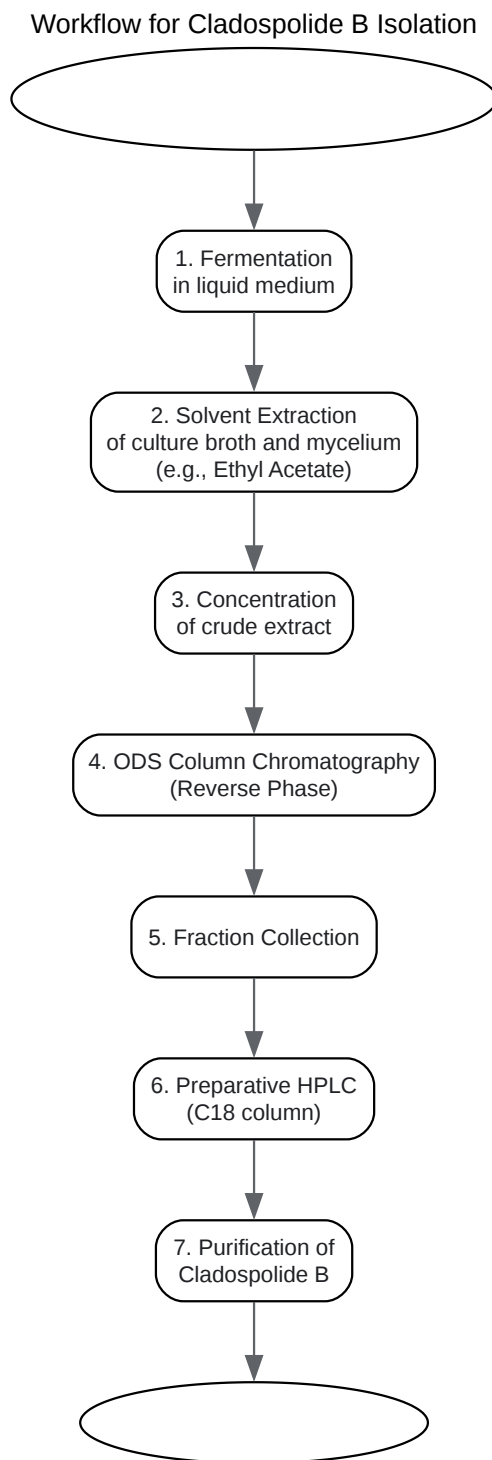 Workflow for Cladospolide B Isolation
1. Fermentation
in liquid medium
2. Solvent Extraction
of culture broth and mycelium
(e.g., Ethyl Acetate)
3. Concentration
of crude extract
4. ODS Column Chromatography
(Reverse Phase)
5. Fraction Collection
6. Preparative HPLC
(C18 column)
7. Purification of
Cladospolide B